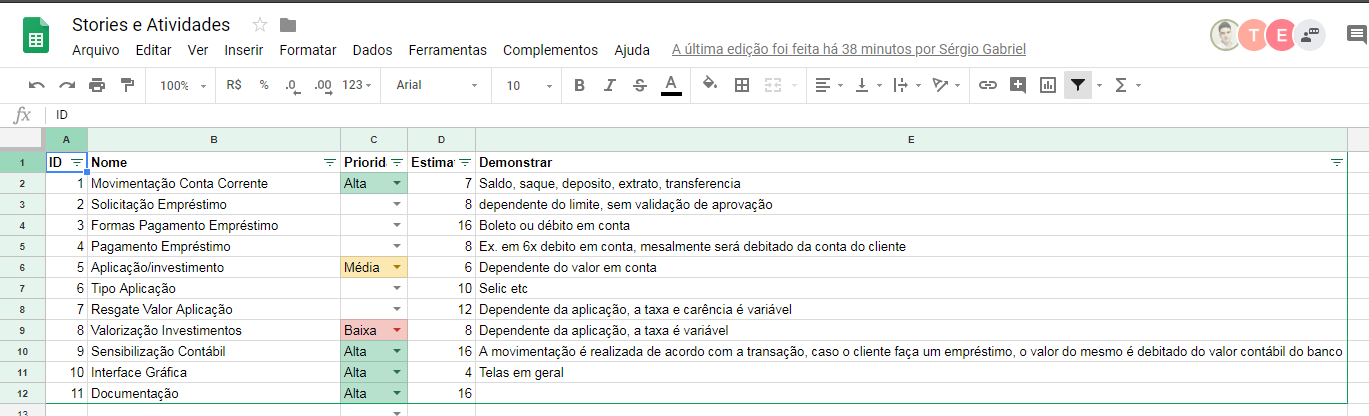 Stories e Atividades
Arquivo Editar Ver Inserir Formatar Dados Ferramentas Complementos Ajuda A última edição foi feita há 38 minutos por Sérgio Gabriel
T E
100% R$ % .0 .00 123 Arial 10 B I S A Σ
fx ID
A B C D E
1 ID Nome Priorid Estimat Demonstrar
2 1 Movimentação Conta Corrente Alta 7 Saldo, saque, deposito, extrato, transferencia
3 2 Solicitação Empréstimo 8 dependente do limite, sem validação de aprovação
4 3 Formas Pagamento Empréstimo 16 Boleto ou débito em conta
5 4 Pagamento Empréstimo 8 Ex. em 6x debito em conta, mesalmente será debitado da conta do cliente
6 5 Aplicação/investimento Média 6 Dependente do valor em conta
7 6 Tipo Aplicação 10 Selic etc
8 7 Resgate Valor Aplicação 12 Dependente da aplicação, a taxa e carência é variável
9 8 Valorização Investimentos Baixa 8 Dependente da aplicação, a taxa é variável
10 9 Sensibilização Contábil Alta 16 A movimentação é realizada de acordo com a transação, caso o cliente faça um empréstimo, o valor do mesmo é debitado do valor contábil do banco
11 10 Interface Gráfica Alta 4 Telas em geral
12 11 Documentação Alta 16
13